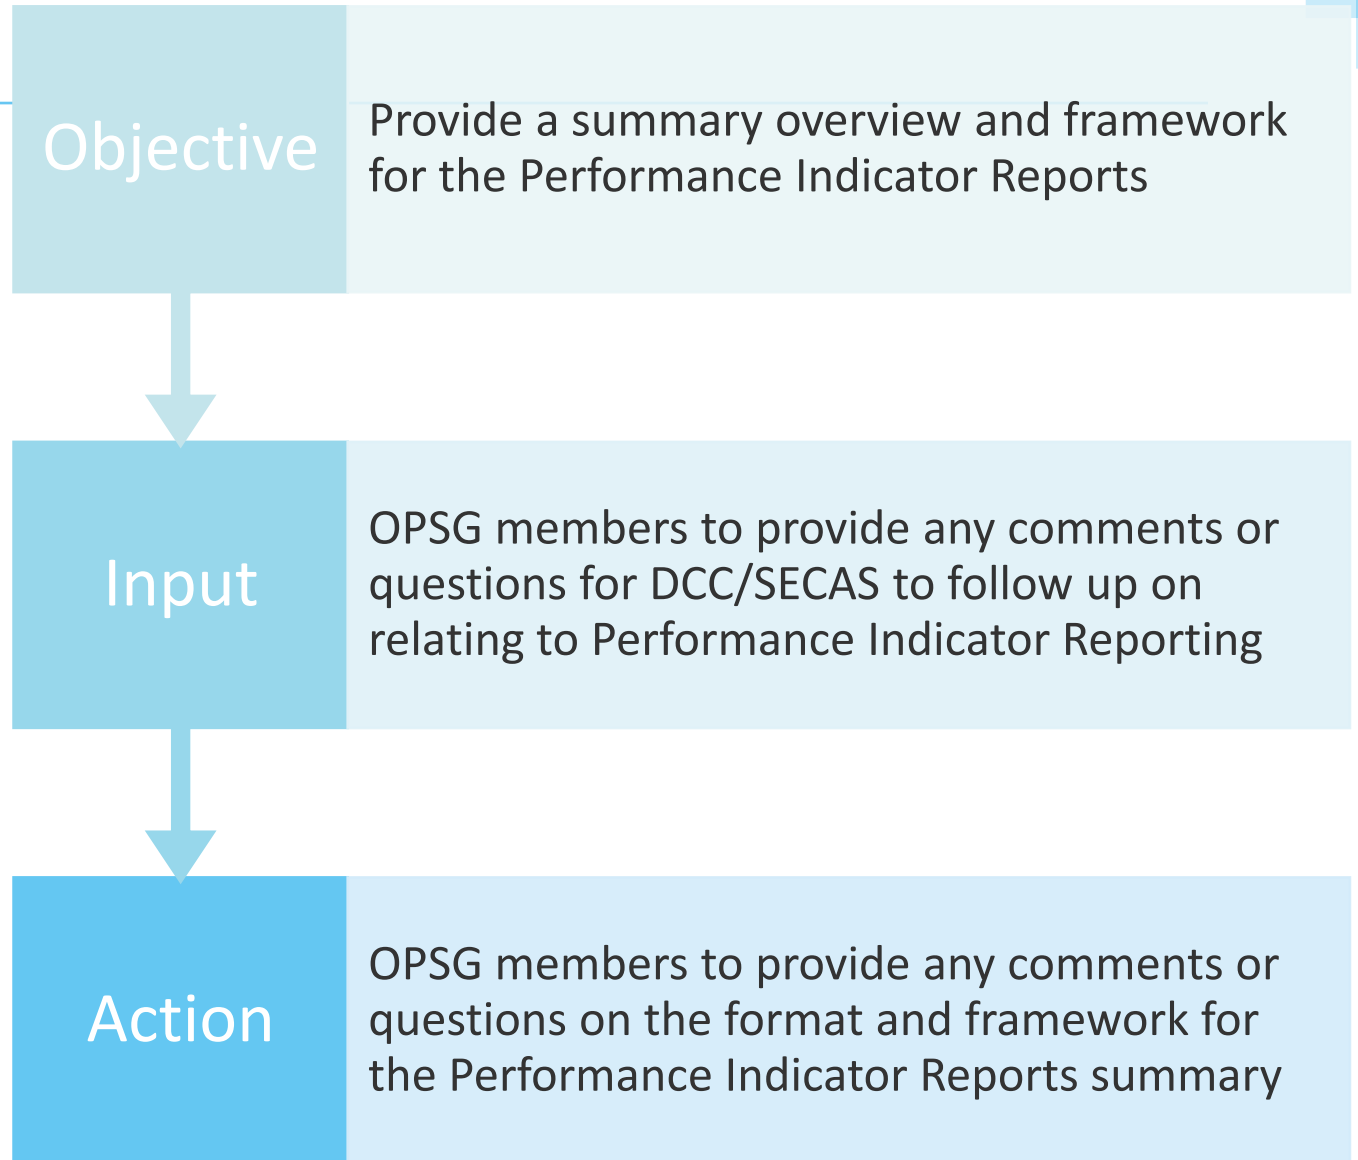 Objective
Provide a summary overview and framework
for the Performance Indicator Reports
Input
OPSG members to provide any comments or
questions for DCC/SECAS to follow up on
relating to Performance Indicator Reporting
Action
OPSG members to provide any comments or
questions on the format and framework for
the Performance Indicator Reports summary